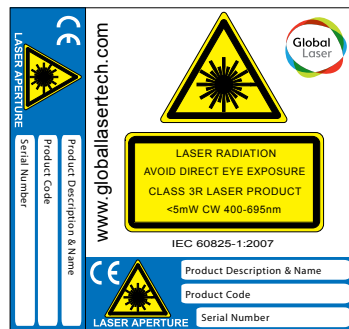 LASER APERTURE
CE
Serial Number
Product Code
Product Description & Name
www.globallasertech.com
Global
Laser
LASER RADIATION
AVOID DIRECT EYE EXPOSURE
CLASS 3R LASER PRODUCT
<5mW CW 400-695nm
IEC 60825-1:2007
CE
LASER APERTURE
Product Description & Name
Product Code
Serial Number